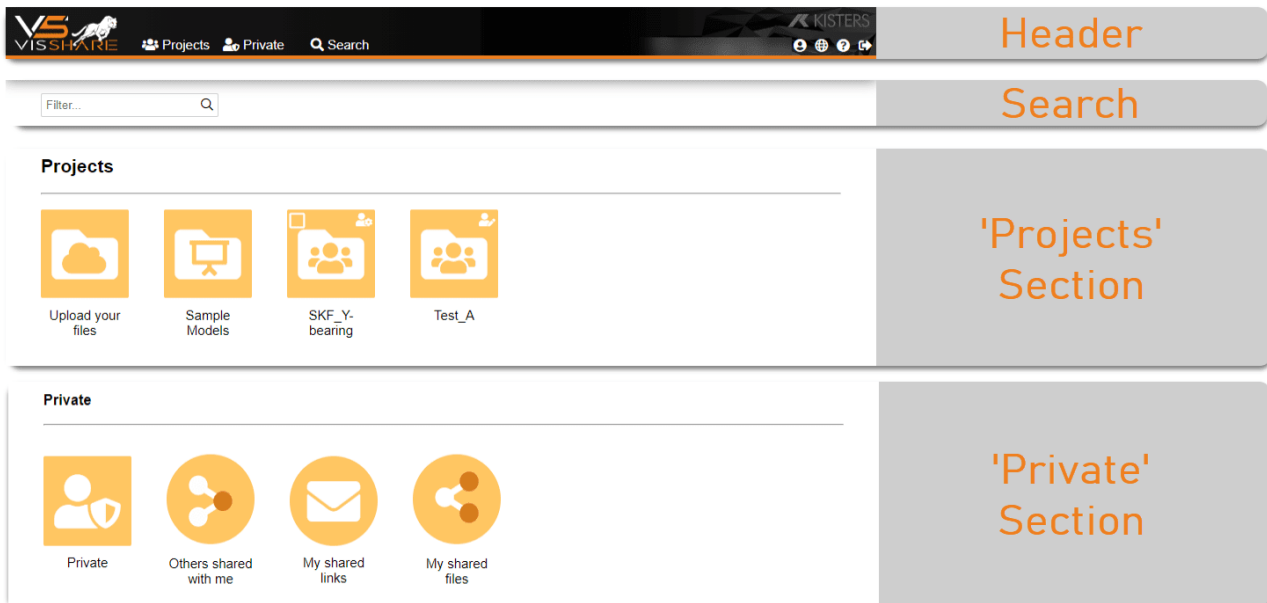 VS
VISSHARE
Projects Private Search
KISTERS
Header
Filter...
Search
Projects
Upload your
files
Sample
Models
SKF_Y-
bearing
Test_A
'Projects'
Section
Private
Private
Others shared
with me
My shared
links
My shared
files
'Private'
Section